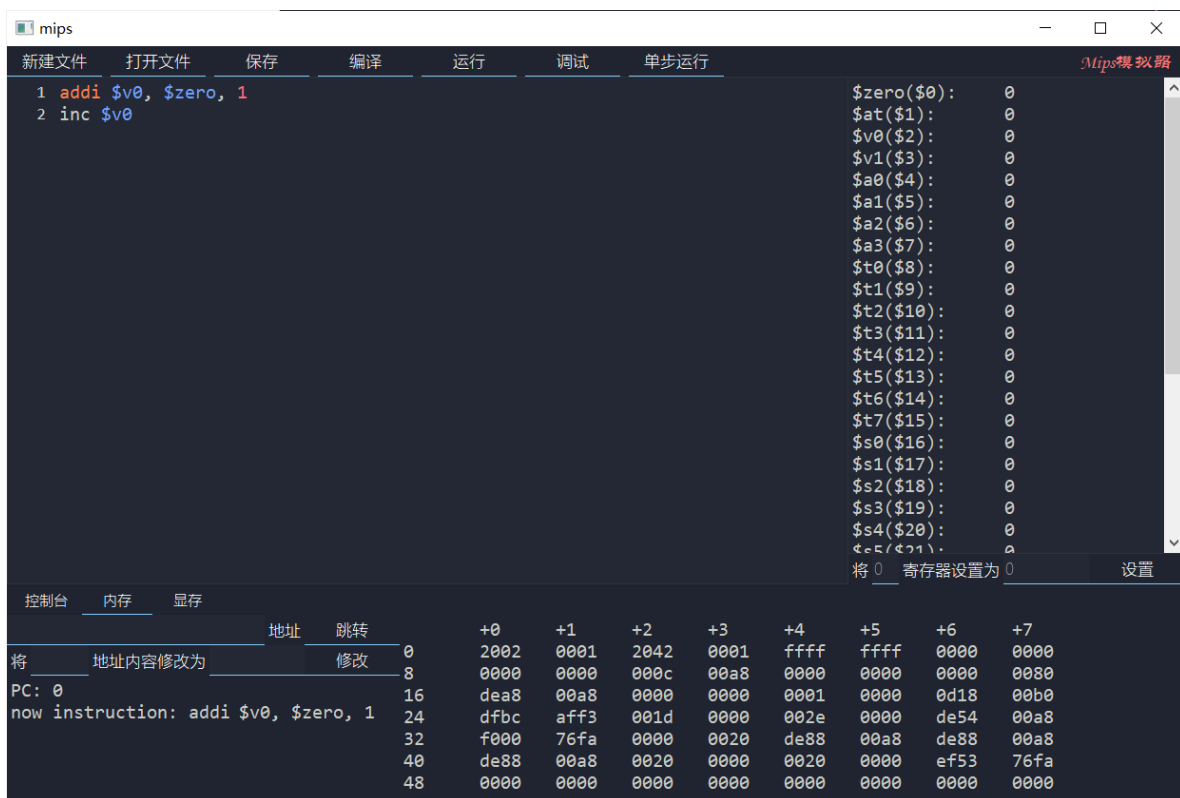 mips
新建文件 打开文件 保存 编译 运行 调试 单步运行 Mips模拟器
1 addi $v0, $zero, 1
2 inc $v0
$zero($0): 0
$at($1): 0
$v0($2): 0
$v1($3): 0
$a0($4): 0
$a1($5): 0
$a2($6): 0
$a3($7): 0
$t0($8): 0
$t1($9): 0
$t2($10): 0
$t3($11): 0
$t4($12): 0
$t5($13): 0
$t6($14): 0
$t7($15): 0
$s0($16): 0
$s1($17): 0
$s2($18): 0
$s3($19): 0
$s4($20): 0
$s5($21): 0
将 0 寄存器设置为 0 设置
控制台 内存 显存
地址 跳转
将 地址内容修改为 修改
PC: 0
now instruction: addi $v0, $zero, 1
+0 +1 +2 +3 +4 +5 +6 +7
0 2002 0001 2042 0001 ffff ffff 0000 0000
8 0000 0000 000c 00a8 0000 0000 0000 0080
16 dea8 00a8 0000 0000 0001 0000 0d18 00b0
24 dfbc aff3 001d 0000 002e 0000 de54 00a8
32 f000 76fa 0000 0020 de88 00a8 de88 00a8
40 de88 00a8 0020 0000 0020 0000 ef53 76fa
48 0000 0000 0000 0000 0000 0000 0000 0000